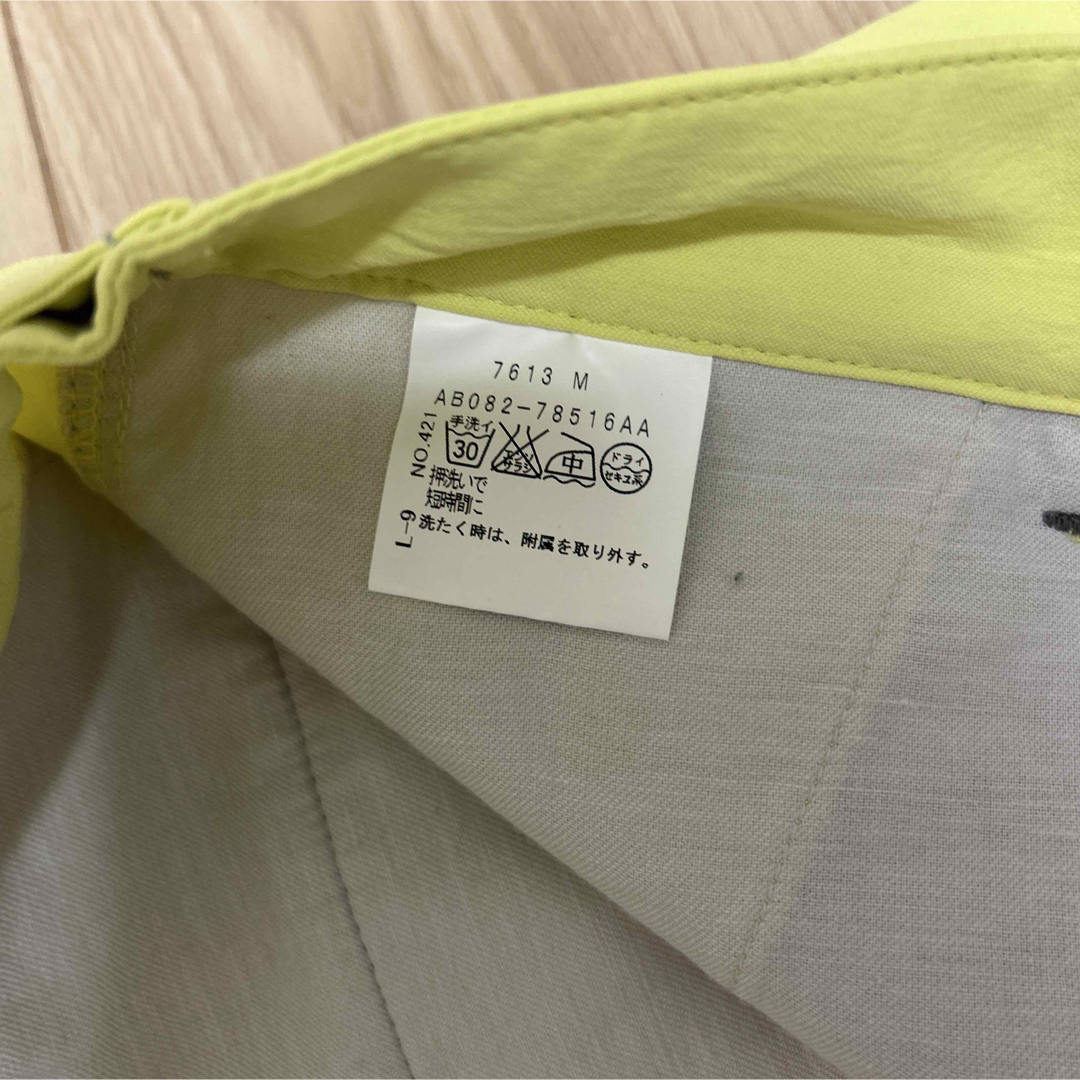 7613 M
AB082-78516AA
手洗イ
30
エンソ
サラシ
中
ドライ
セキユ系
押洗いで
短時間に
洗たく時は、附属を取り外す。
NO.421
L-9